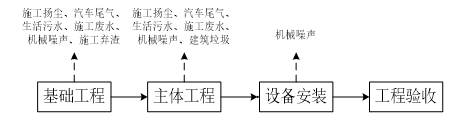 施工扬尘、汽车尾气、
生活污水、施工废水、
机械噪声、施工弃渣
施工扬尘、汽车尾气、
生活污水、施工废水、
机械噪声、建筑垃圾
机械噪声
基础工程
主体工程
设备安装
工程验收